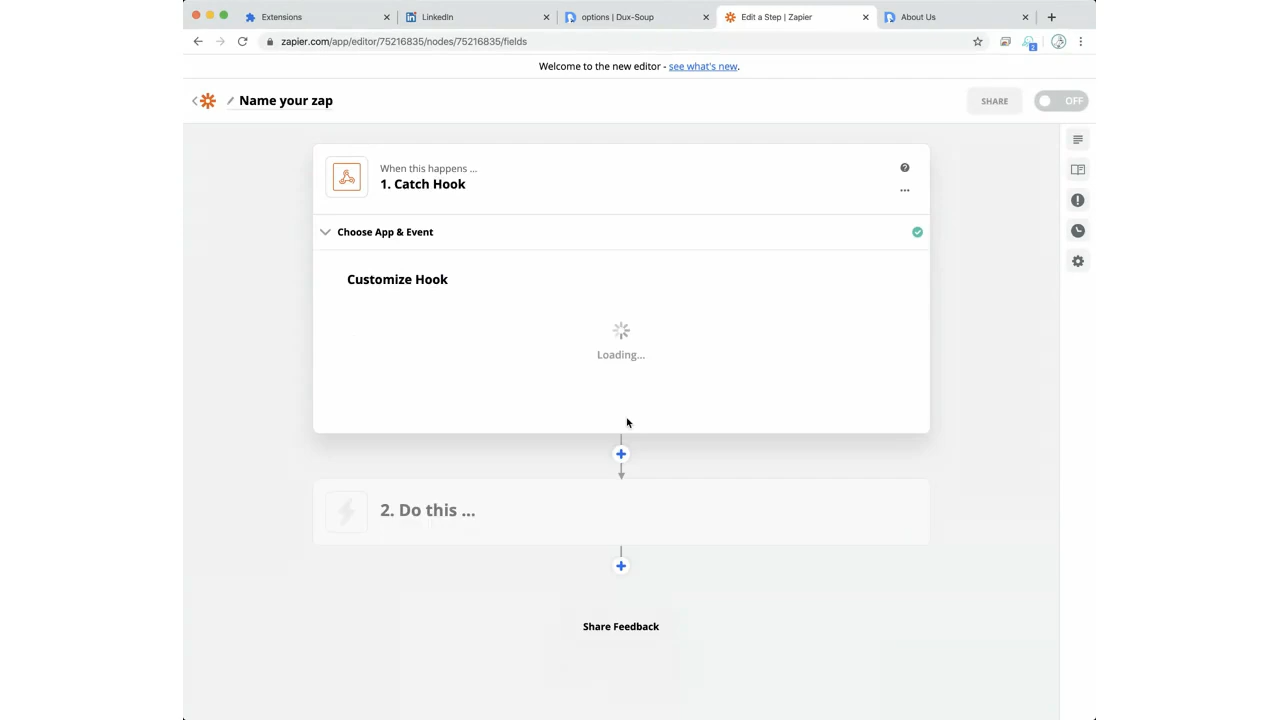 Extensions
LinkedIn
options | Dux-Soup
Edit a Step | Zapier
About Us
zapier.com/app/editor/75216835/nodes/75216835/fields
2
Welcome to the new editor - see what's new.
Name your zap
SHARE
OFF
When this happens ...
1. Catch Hook
Choose App & Event
Customize Hook
Loading...
2. Do this ...
Share Feedback